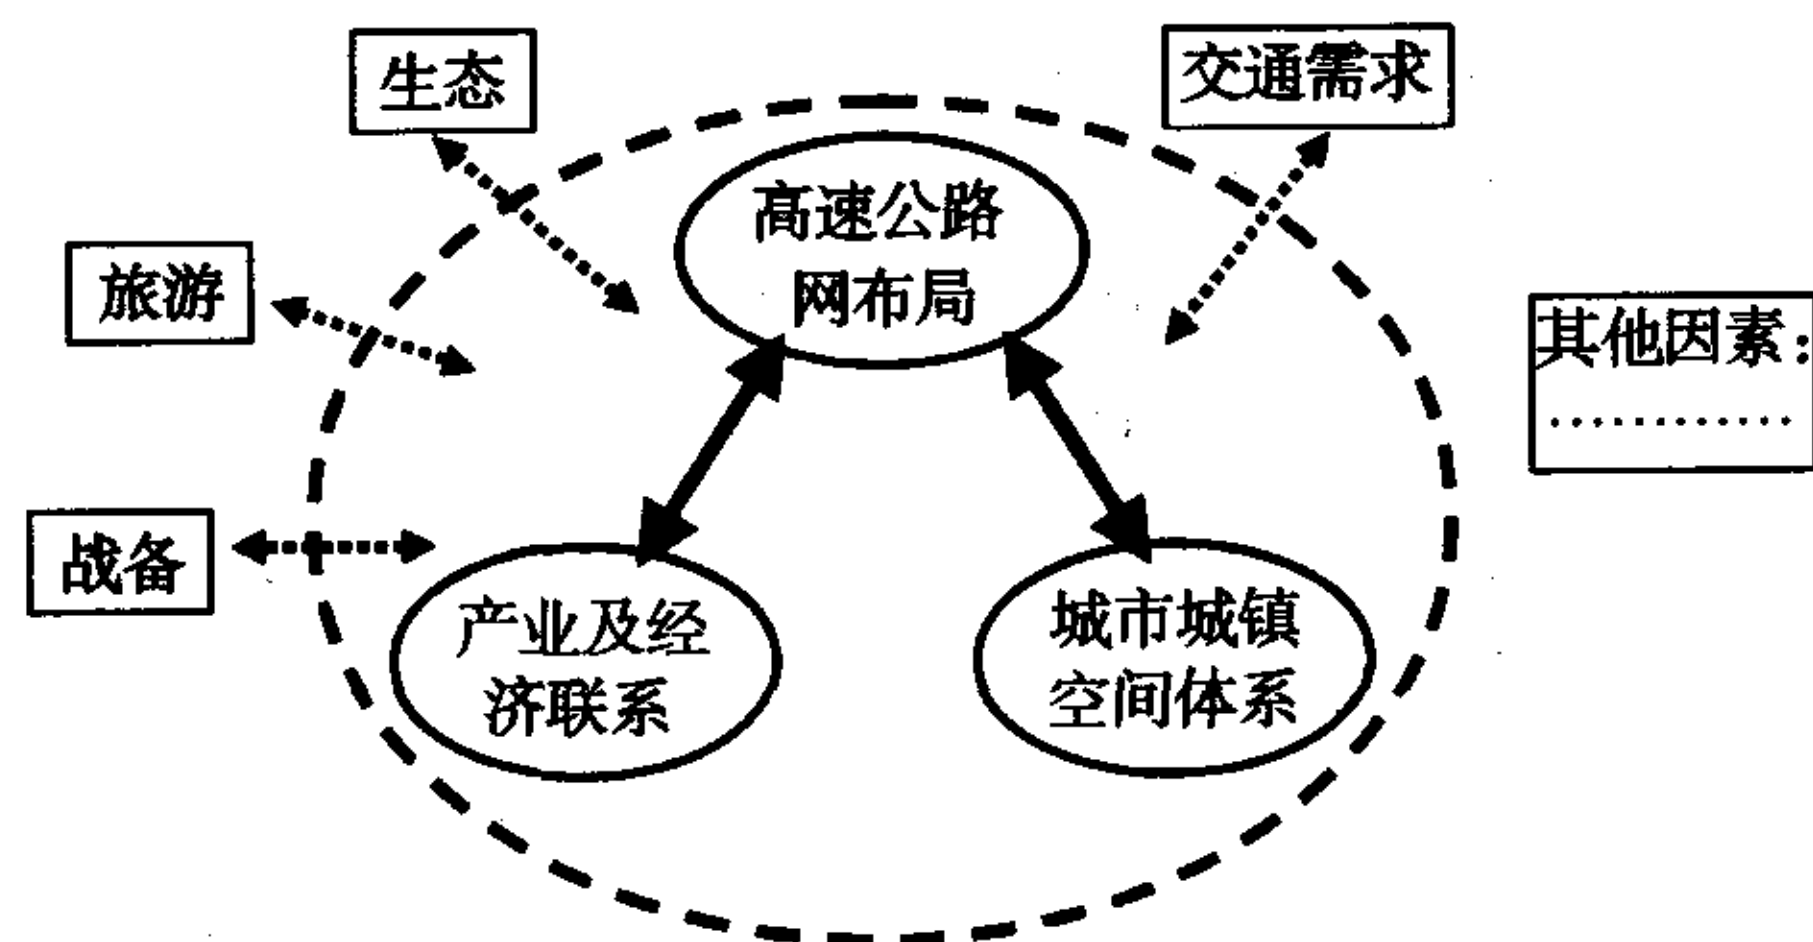 生态
交通需求
高速公路
网布局
旅游
其他因素：
…………
战备
产业及经
济联系
城市城镇
空间体系